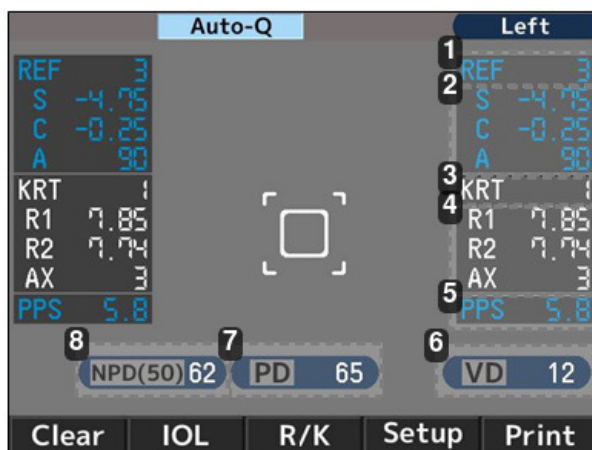 Auto-Q Left
1
REF 3
2
S -4.75
C -0.25
A 90
KRT 1
R1 7.85
R2 7.74
AX 3
PPS 5.8
REF 3
S -4.75
C -0.25
A 90
3
KRT 1
4
R1 7.85
R2 7.74
AX 3
5
PPS 5.8
8 7 6
NPD(50) 62 PD 65 VD 12
Clear IOL R/K Setup Print